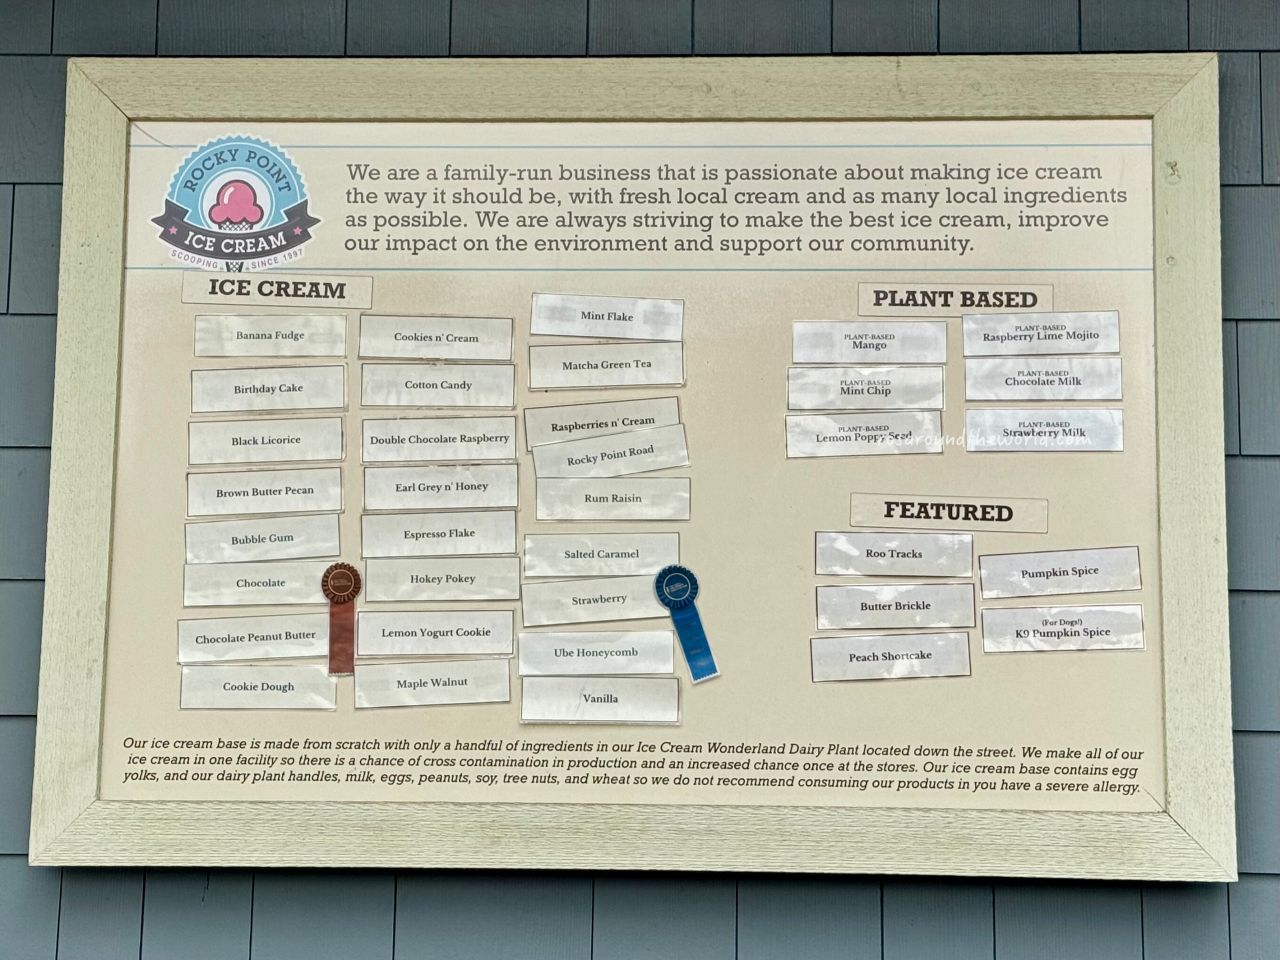 ROCKY POINT
ICE CREAM
SCOOPING SINCE 1997
We are a family-run business that is passionate about making ice cream
the way it should be, with fresh local cream and as many local ingredients
as possible. We are always striving to make the best ice cream, improve
our impact on the environment and support our community.
ICE CREAM
Banana Fudge
Birthday Cake
Black Licorice
Brown Butter Pecan
Bubble Gum
Chocolate
Chocolate Peanut Butter
Cookie Dough
Cookies n' Cream
Cotton Candy
Double Chocolate Raspberry
Earl Grey n' Honey
Espresso Flake
Hokey Pokey
Lemon Yogurt Cookie
Maple Walnut
Mint Flake
Matcha Green Tea
Raspberries n' Cream
Rocky Point Road
Rum Raisin
Salted Caramel
Strawberry
Ube Honeycomb
Vanilla
PLANT BASED
PLANT-BASED
Mango
PLANT-BASED
Mint Chip
PLANT-BASED
Lemon Poppy Seed
PLANT-BASED
Raspberry Lime Mojito
PLANT-BASED
Chocolate Milk
PLANT-BASED
Strawberry Milk
FEATURED
Roo Tracks
Butter Brickle
Peach Shortcake
Pumpkin Spice
(For Dogs!)
K9 Pumpkin Spice
Our ice cream base is made from scratch with only a handful of ingredients in our Ice Cream Wonderland Dairy Plant located down the street. We make all of our
ice cream in one facility so there is a chance of cross contamination in production and an increased chance once at the stores. Our ice cream base contains egg
yolks, and our dairy plant handles, milk, eggs, peanuts, soy, tree nuts, and wheat so we do not recommend consuming our products in you have a severe allergy.